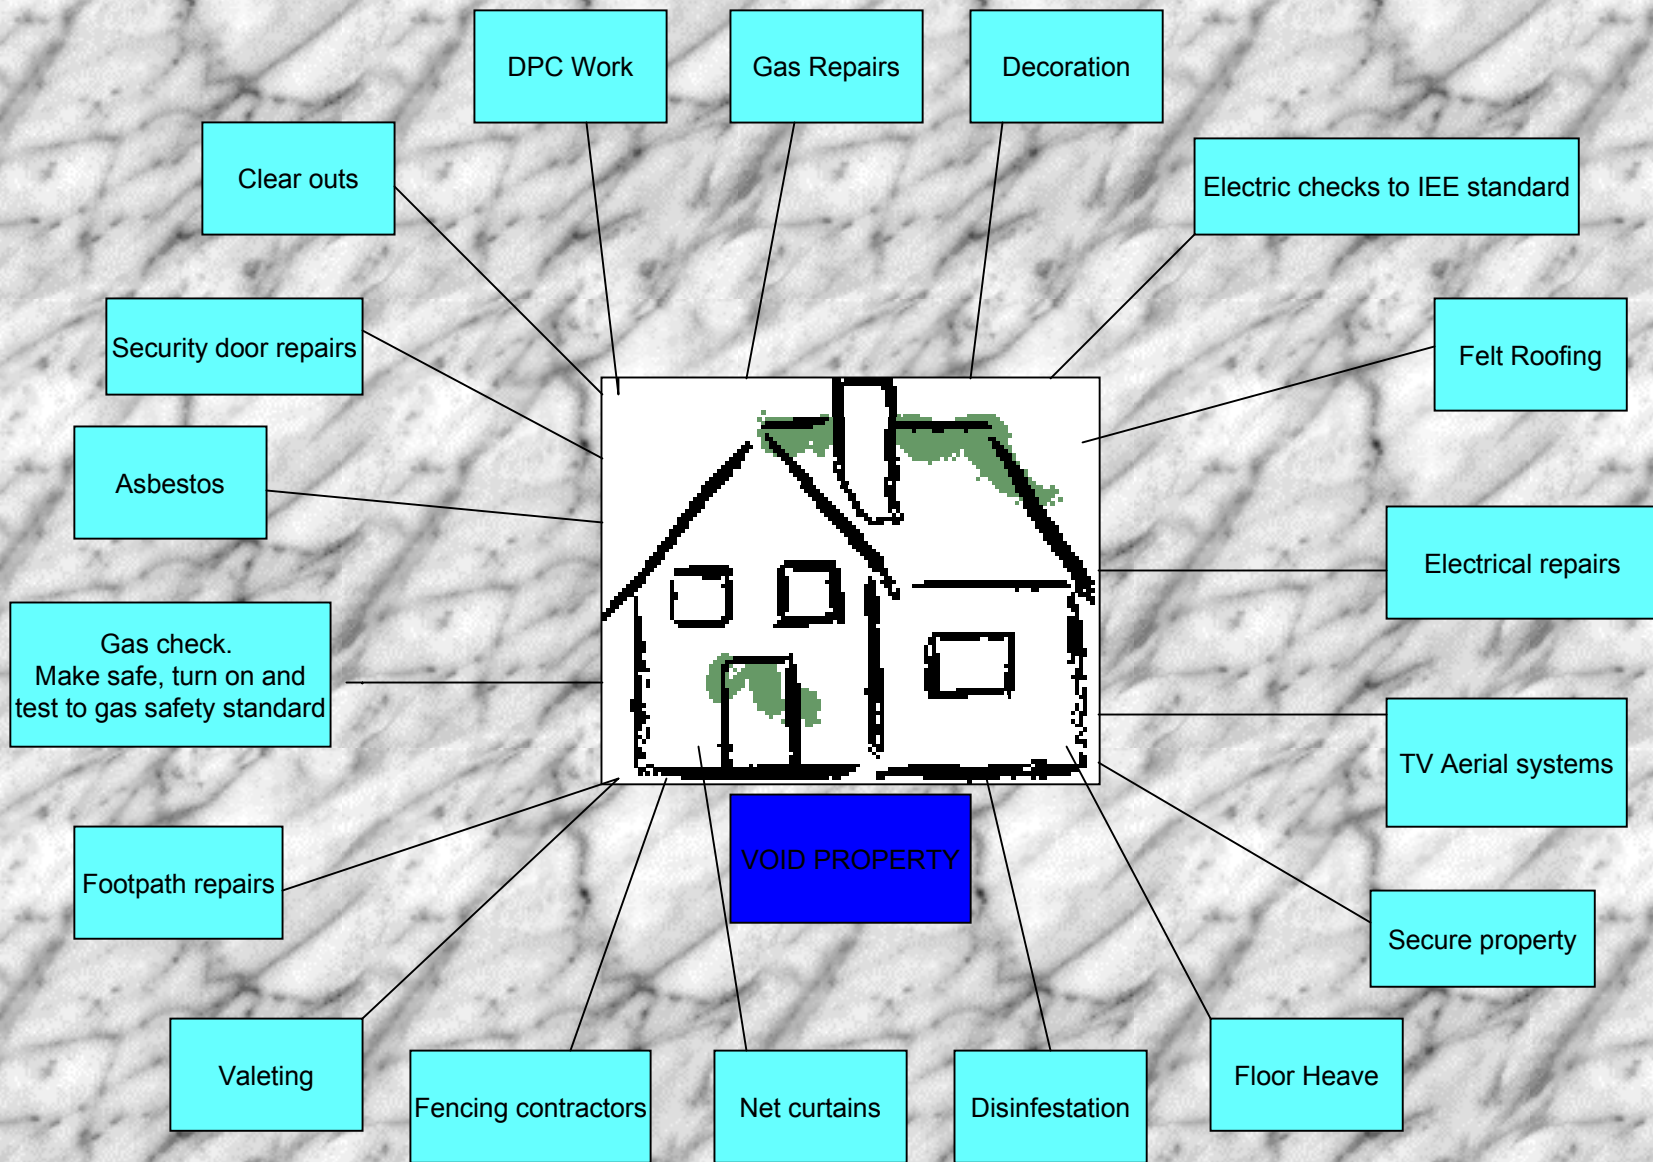 DPC Work
Gas Repairs
Decoration
Clear outs
Electric checks to IEE standard
Security door repairs
Felt Roofing
Asbestos
Electrical repairs
Gas check.
Make safe, turn on and
test to gas safety standard
TV Aerial systems
VOID PROPERTY
Footpath repairs
Secure property
Valeting
Fencing contractors
Net curtains
Disinfestation
Floor Heave